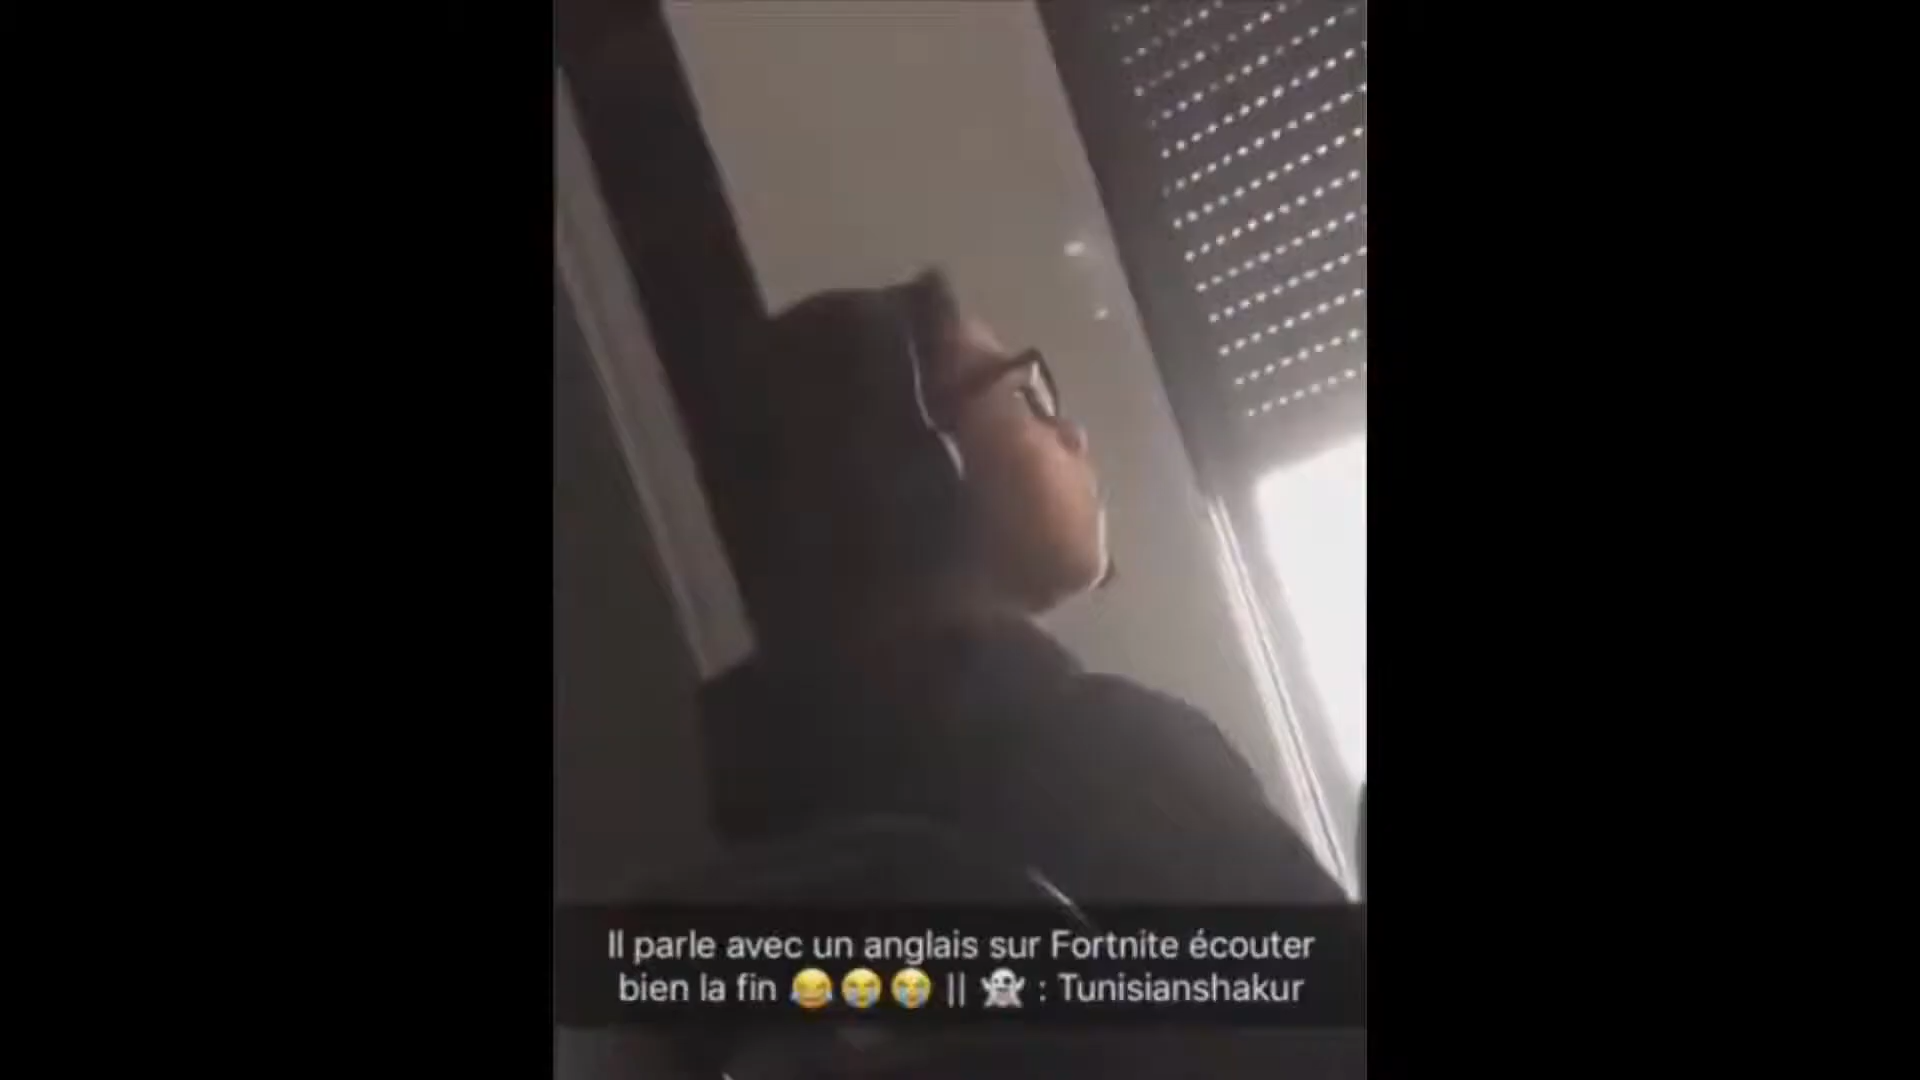 Il parle avec un anglais sur Fortnite écouter
bien la fin 😂😭😭 || 👻 : Tunisianshakur